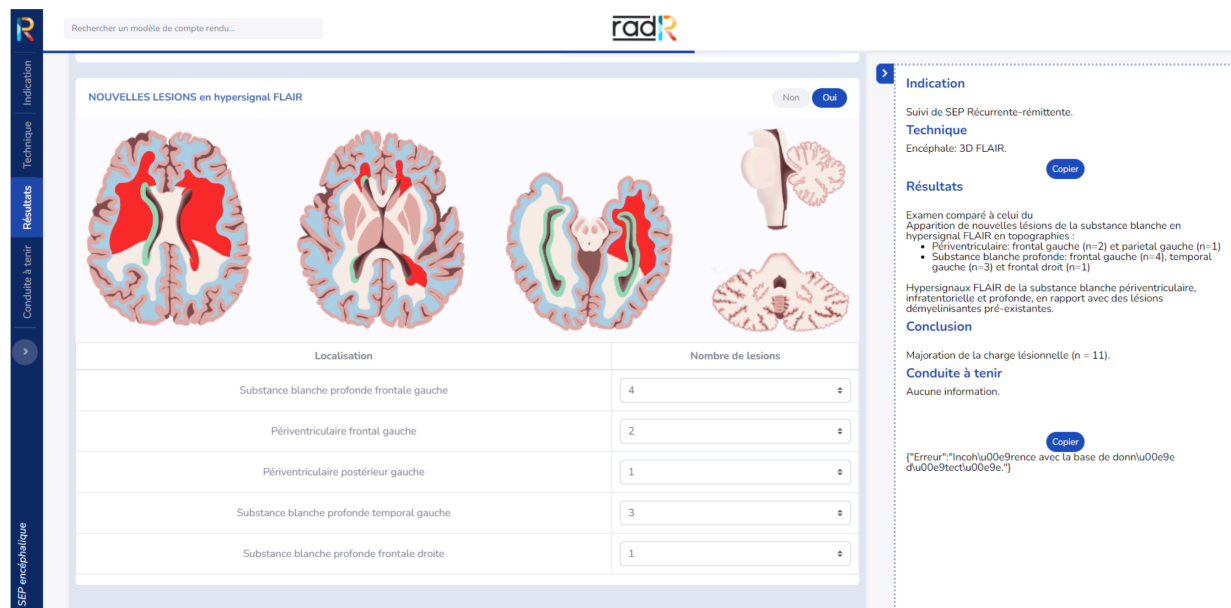 Rechercher un modèle de compte rendu...
radR
Indication
Technique
Résultats
Conduite à tenir
SEP encéphalique
NOUVELLES LESIONS en hypersignal FLAIR
Non
Oui
Localisation
Nombre de lesions
Substance blanche profonde frontale gauche
4
Périventriculaire frontal gauche
2
Périventriculaire postérieur gauche
1
Substance blanche profonde temporal gauche
3
Substance blanche profonde frontale droite
1
Indication
Suivi de SEP Récurrente-rémittente.
Technique
Encéphale: 3D FLAIR.
Copier
Résultats
Examen comparé à celui du
Apparition de nouvelles lésions de la substance blanche en
hypersignal FLAIR en topographies :
• Périventriculaire: frontal gauche (n=2) et parietal gauche (n=1)
• Substance blanche profonde: frontal gauche (n=4), temporal
gauche (n=3) et frontal droit (n=1)
Hypersignaux FLAIR de la substance blanche périventriculaire,
infratentorielle et profonde, en rapport avec des lésions
démyelinisantes pré-existantes.
Conclusion
Majoration de la charge lésionnelle (n = 11).
Conduite à tenir
Aucune information.
Copier
{"Erreur":"Incoh\u00e9rence avec la base de donn\u00e9e
d\u00e9tect\u00e9e."}